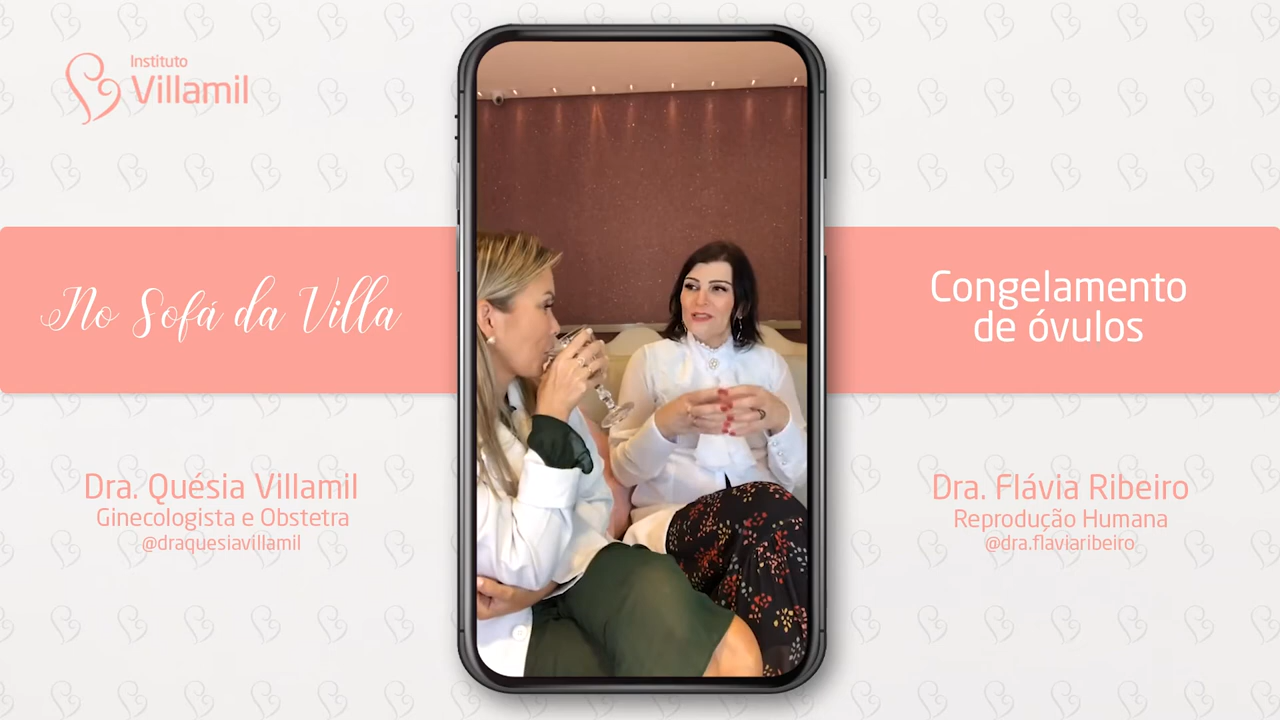 Instituto
Villamil
No Sofá da Villa
Congelamento
de óvulos
Dra. Quésia Villamil
Ginecologista e Obstetra
@draquesiavillamil
Dra. Flávia Ribeiro
Reprodução Humana
@dra.flaviaribeiro